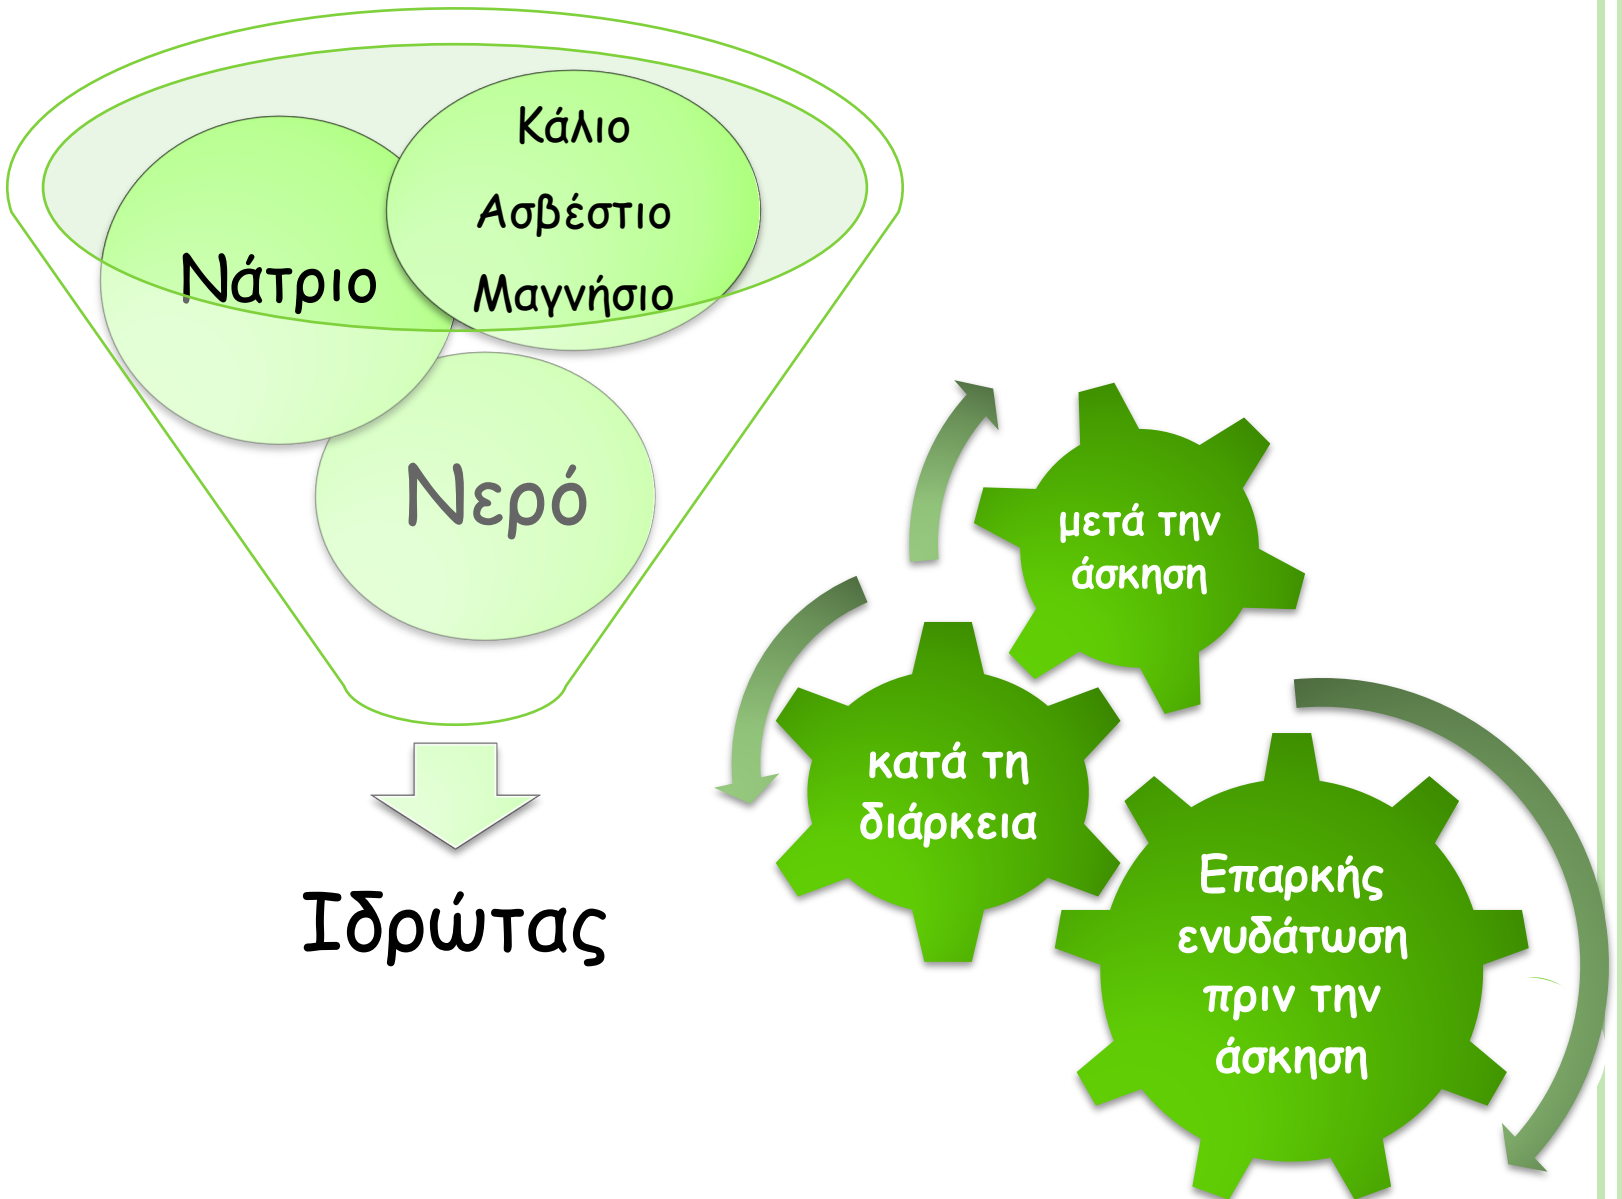 Κάλιο
Ασβέστιο
Μαγνήσιο
Νάτριο
Νερό
Ιδρώτας
μετά την
άσκηση
κατά τη
διάρκεια
Επαρκής
ενυδάτωση
πριν την
άσκηση